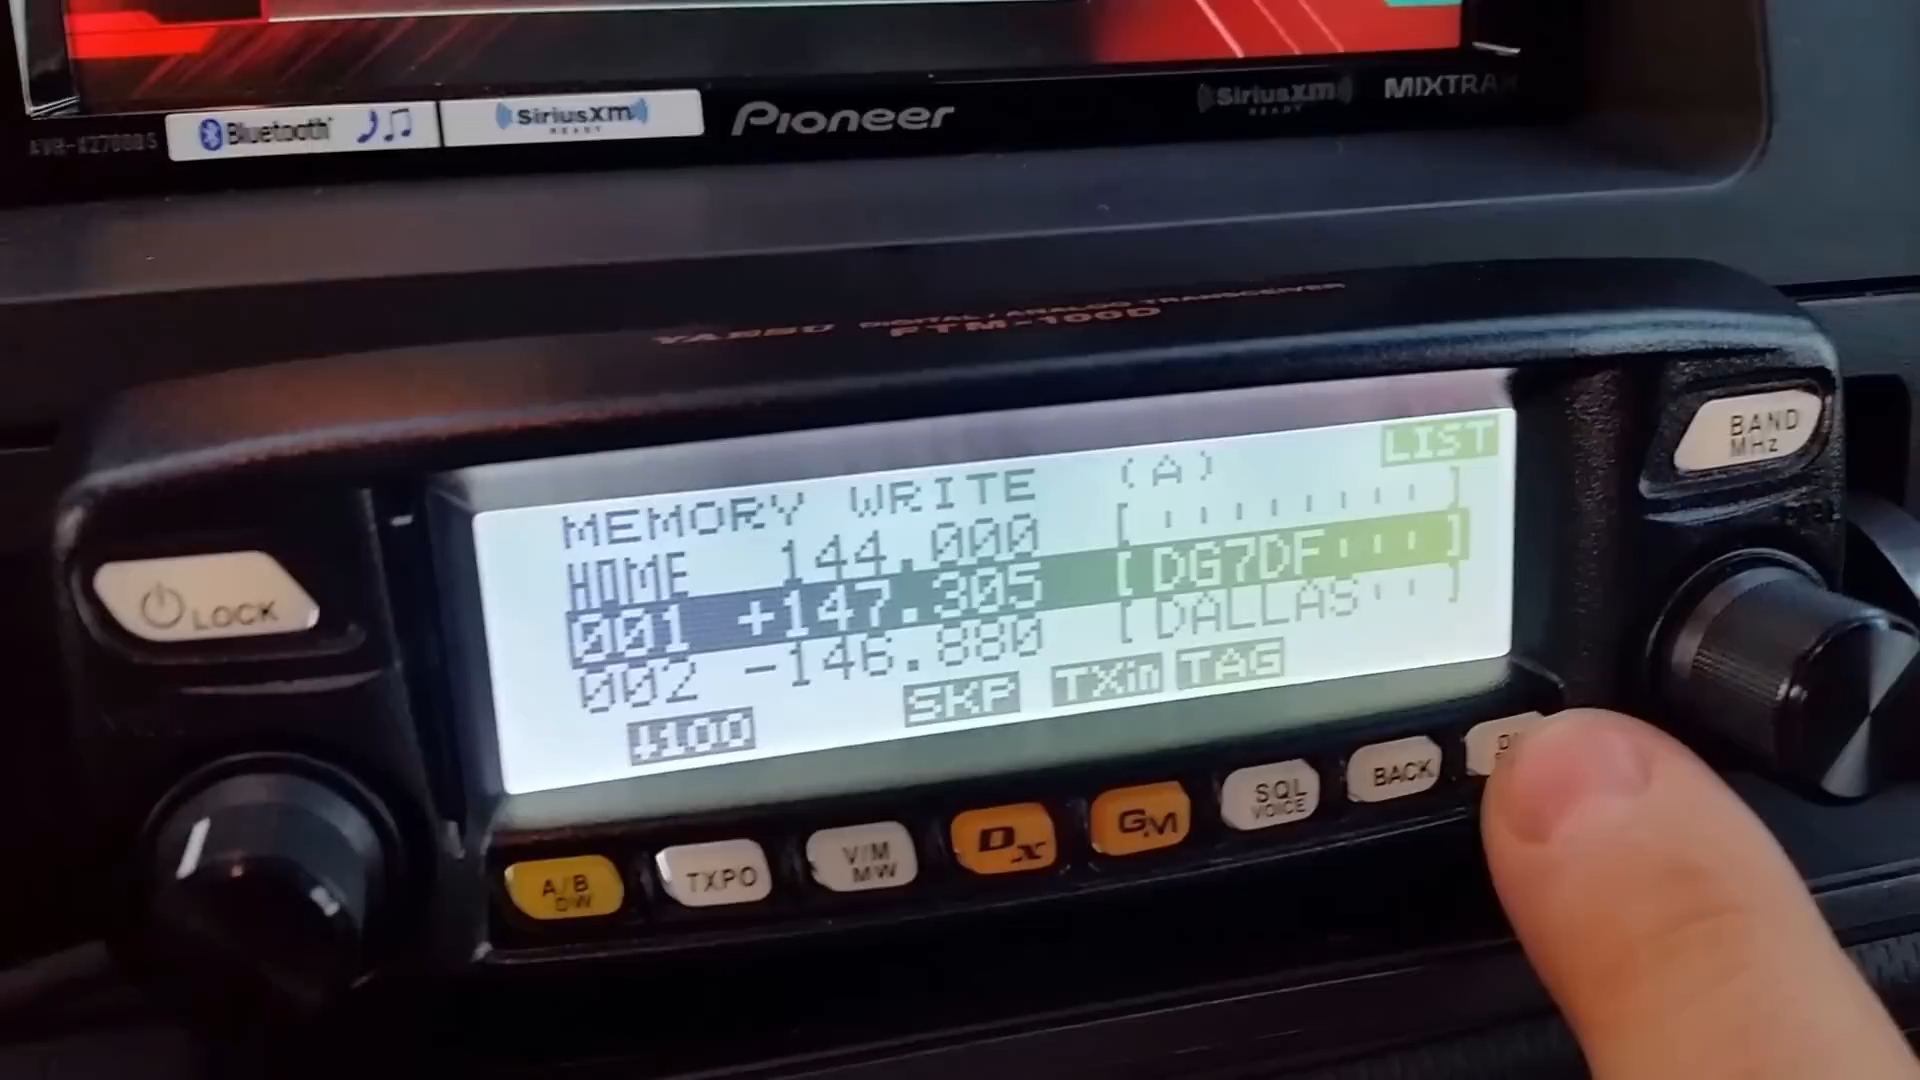 Bluetooth
SiriusXM
READY
Pioneer
SiriusXM
READY
MIXTRAX
YAESU DIGITAL / ANALOG TRANSCEIVER
FTM-100D
BAND
MHz
LOCK
MEMORY WRITE (A) LIST
HOME 144.000 [ ]
001 +147.305 [DG7DF···]
002 -146.880 [DALLAS··]
↓100 SKP TXin TAG
A/B
DW
TXPO
V/M
MW
DX
GM
SQL
VOICE
BACK